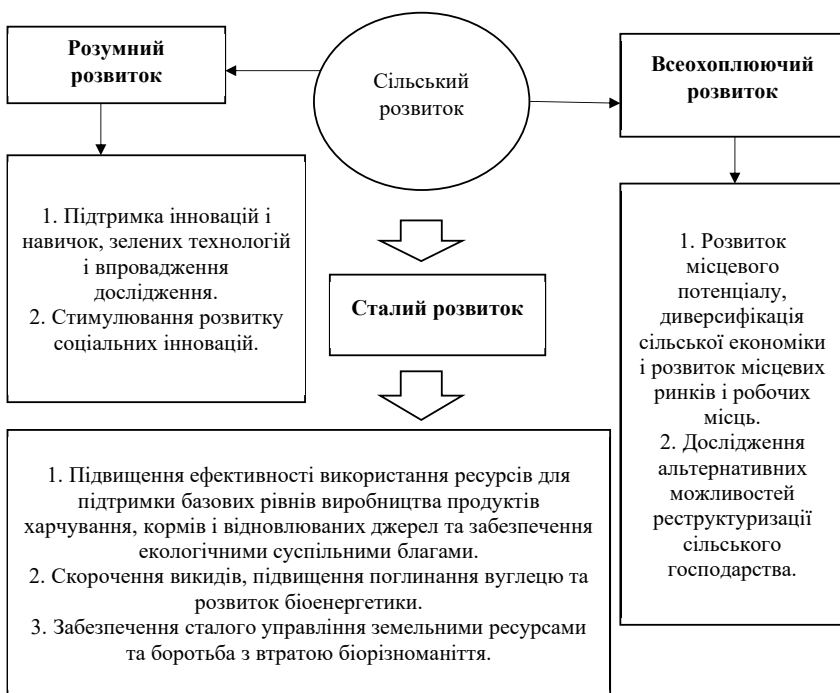 Розумний
розвиток
Сільський
розвиток
Всеохоплюючий
розвиток
1. Підтримка інновацій і
навичок, зелених технологій
і впровадження
дослідження.
2. Стимулювання розвитку
соціальних інновацій.
Сталий розвиток
1. Розвиток
місцевого
потенціалу,
диверсифікація
сільської економіки
і розвиток місцевих
ринків і робочих
місць.
2. Дослідження
альтернативних
можливостей
реструктуризації
сільського
господарства.
1. Підвищення ефективності використання ресурсів для
підтримки базових рівнів виробництва продуктів
харчування, кормів і відновлюваних джерел та забезпечення
екологічними суспільними благами.
2. Скорочення викидів, підвищення поглинання вуглецю та
розвиток біоенергетики.
3. Забезпечення сталого управління земельними ресурсами
та боротьба з втратою біорізноманіття.